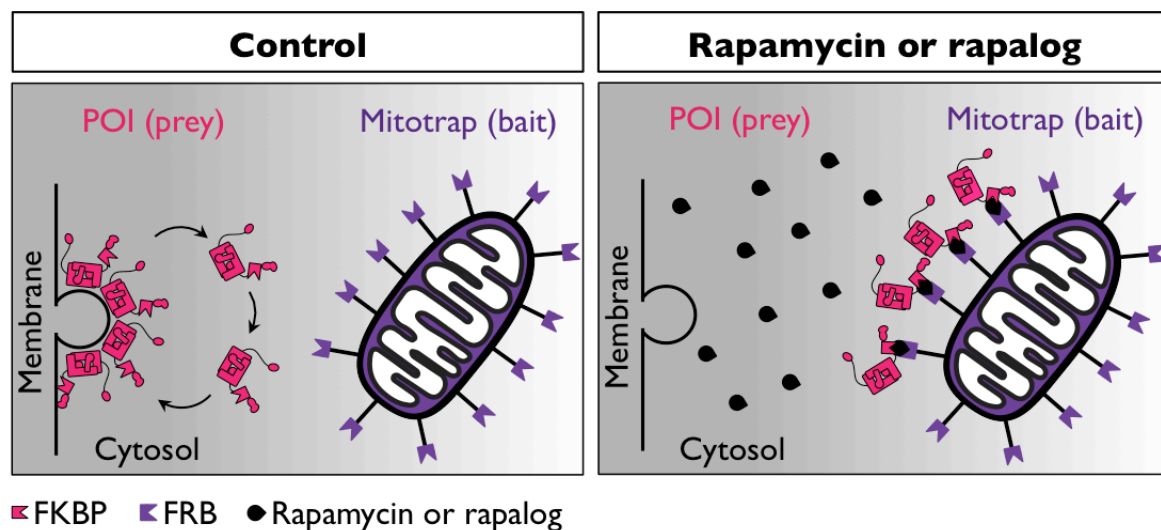 Control
POI (prey)
Mitotrap (bait)
Membrane
Cytosol
Rapamycin or rapalog
POI (prey)
Mitotrap (bait)
Membrane
Cytosol
FKBP FRB Rapamycin or rapalog